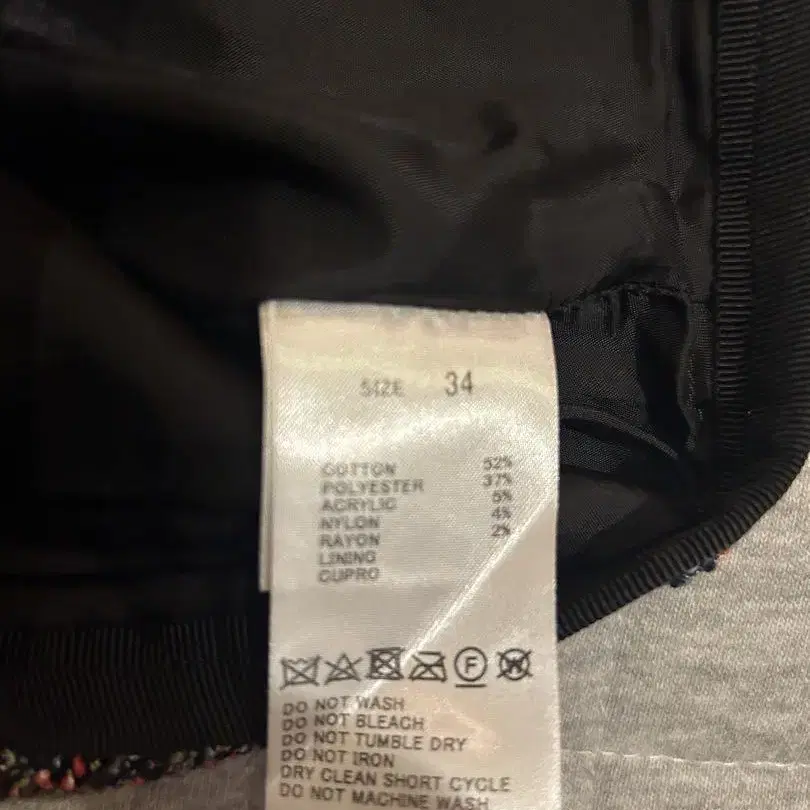 SIZE 34
COTTON 52%
POLYESTER 37%
ACRYLIC 5%
NYLON 4%
RAYON 2%
LINING
CUPRO
F W
DO NOT WASH
DO NOT BLEACH
DO NOT TUMBLE DRY
DO NOT IRON
DRY CLEAN SHORT CYCLE
DO NOT MACHINE WASH